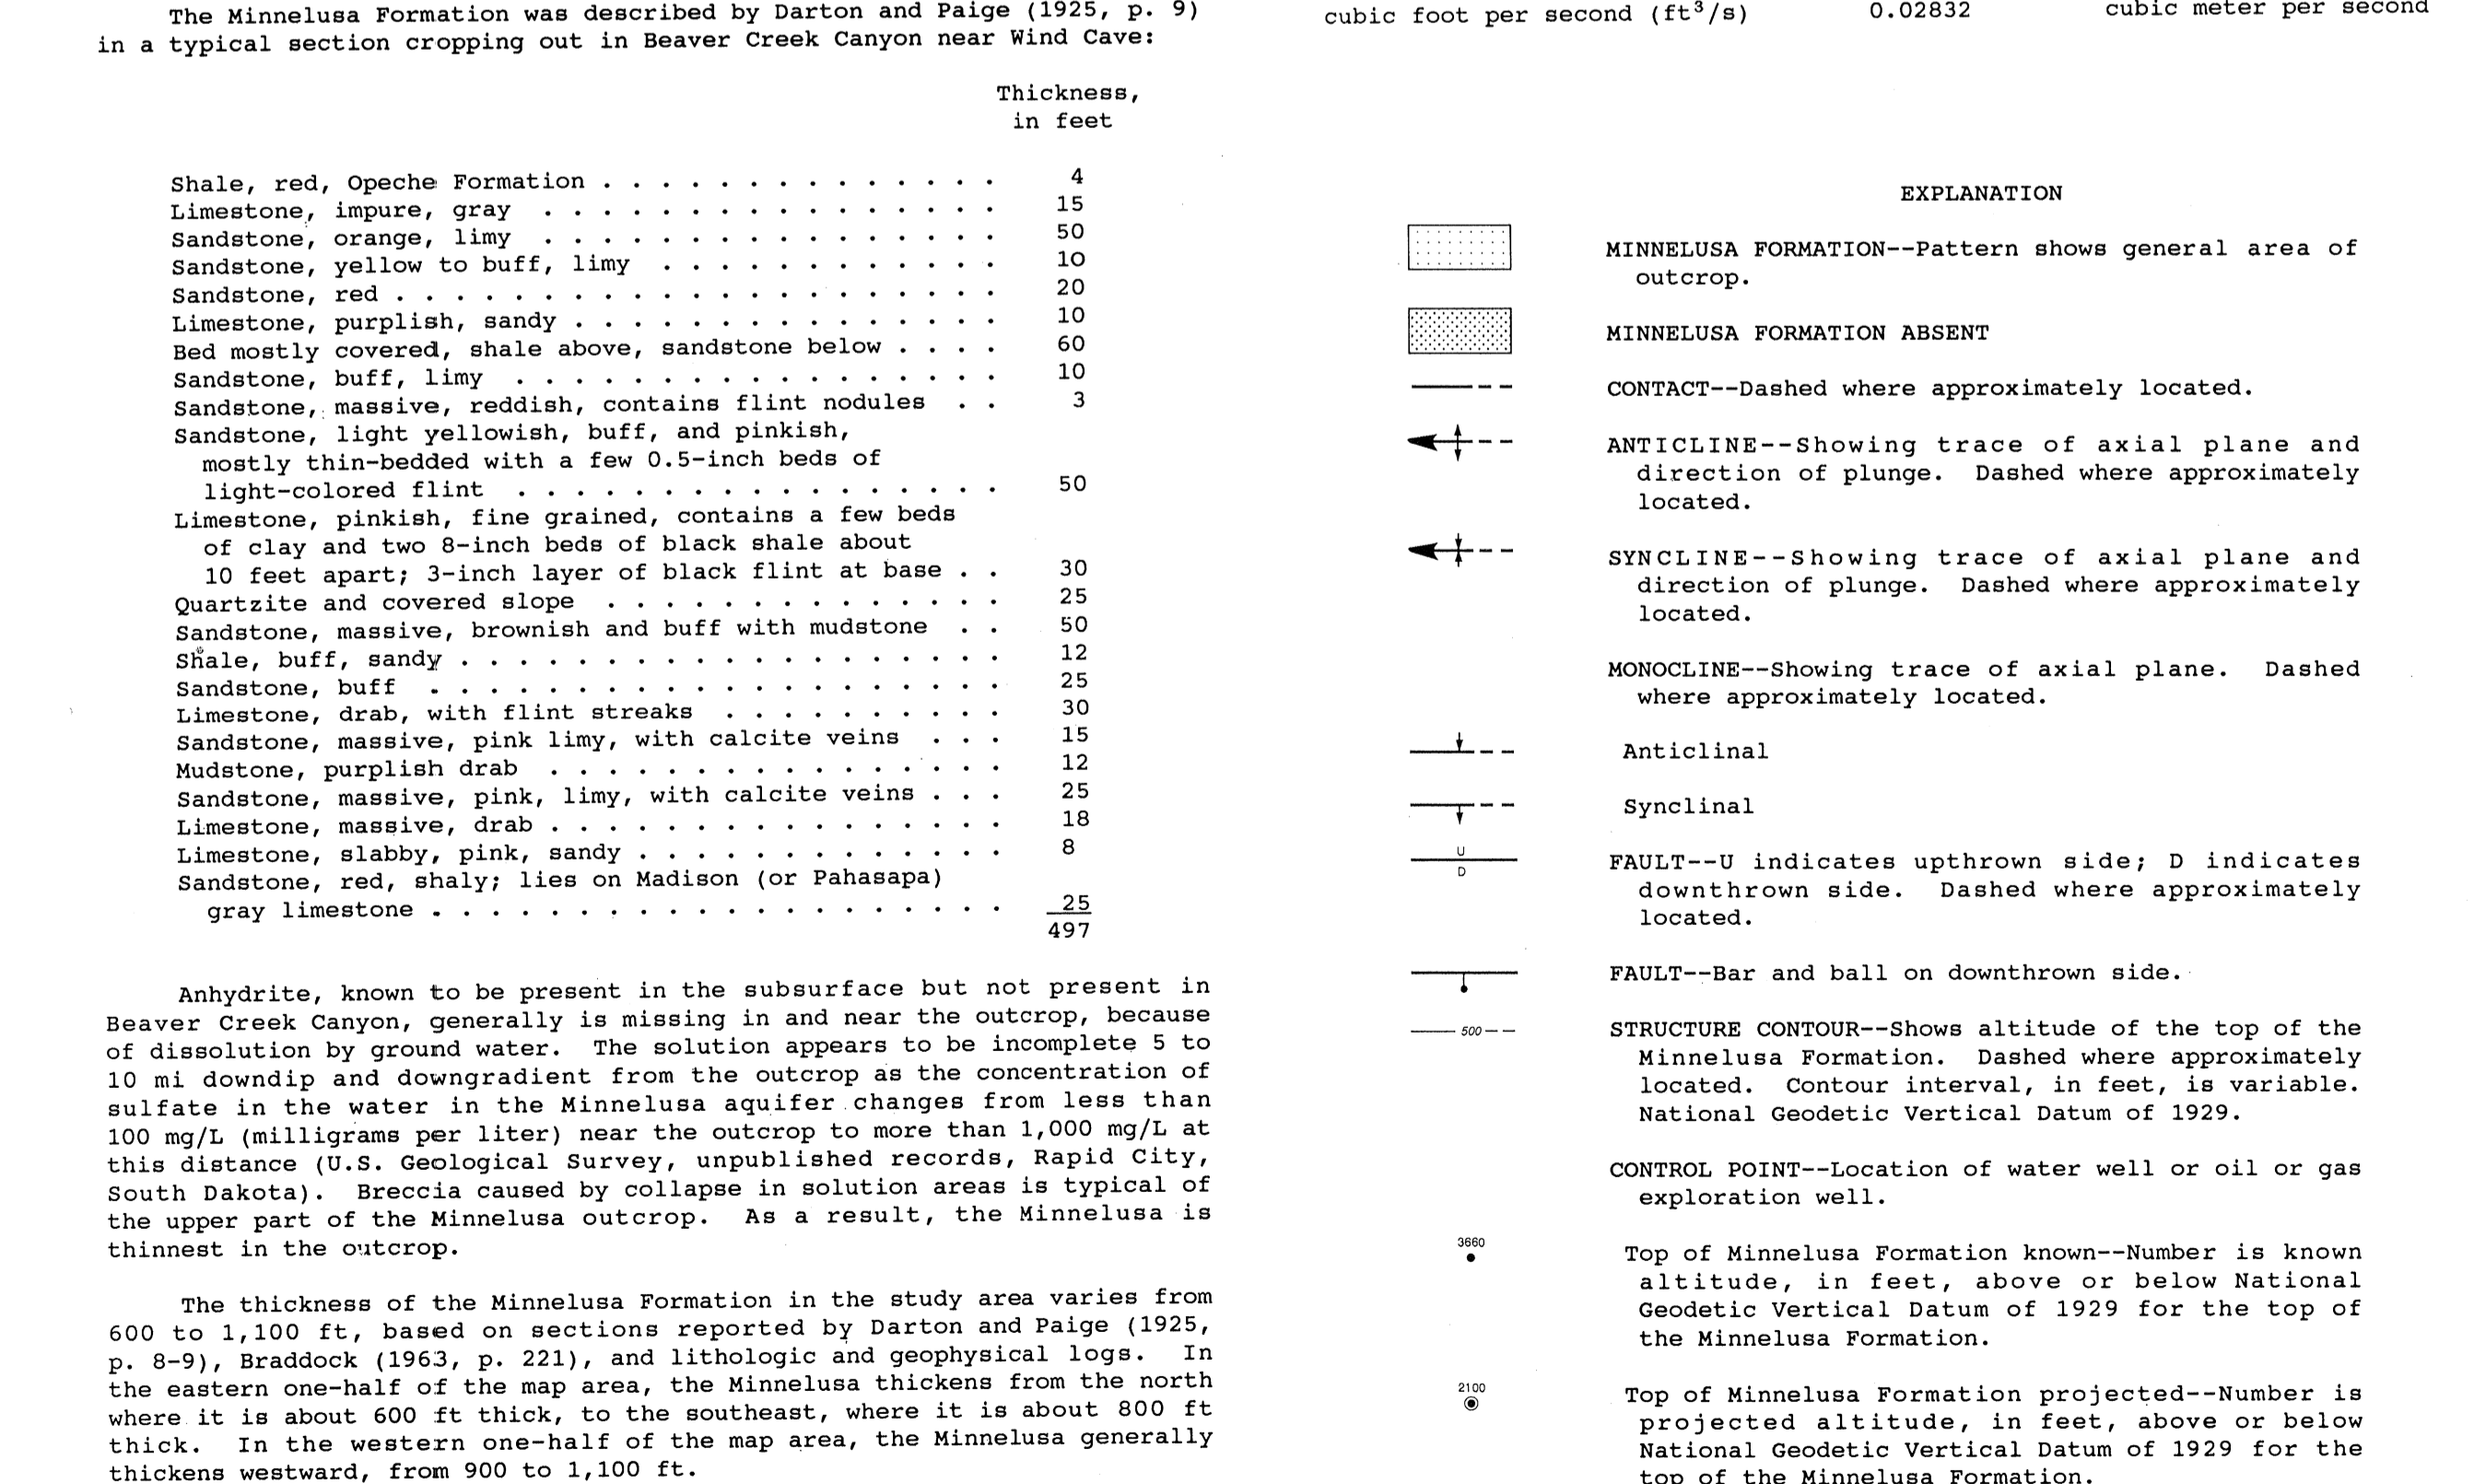 The Minnelusa Formation was described by Darton and Paige (1925, p. 9)
in a typical section cropping out in Beaver Creek Canyon near Wind Cave:
Thickness,
in feet
Shale, red, Opeche Formation . . . . . . . . . . . . . . 4
Limestone, impure, gray . . . . . . . . . . . . . . . . 15
Sandstone, orange, limy . . . . . . . . . . . . . . . . 50
Sandstone, yellow to buff, limy . . . . . . . . . . . . 10
Sandstone, red . . . . . . . . . . . . . . . . . . . . . 20
Limestone, purplish, sandy . . . . . . . . . . . . . . . 10
Bed mostly covered, shale above, sandstone below . . . . 60
Sandstone, buff, limy . . . . . . . . . . . . . . . . . 10
Sandstone, massive, reddish, contains flint nodules . . 3
Sandstone, light yellowish, buff, and pinkish,
mostly thin-bedded with a few 0.5-inch beds of
light-colored flint . . . . . . . . . . . . . . . . . 50
Limestone, pinkish, fine grained, contains a few beds
of clay and two 8-inch beds of black shale about
10 feet apart; 3-inch layer of black flint at base . . 30
Quartzite and covered slope . . . . . . . . . . . . . . 25
Sandstone, massive, brownish and buff with mudstone . . 50
Shale, buff, sandy . . . . . . . . . . . . . . . . . . . 12
Sandstone, buff . . . . . . . . . . . . . . . . . . . . 25
Limestone, drab, with flint streaks . . . . . . . . . . 30
Sandstone, massive, pink limy, with calcite veins . . . 15
Mudstone, purplish drab . . . . . . . . . . . . . . . . 12
Sandstone, massive, pink, limy, with calcite veins . . . 25
Limestone, massive, drab . . . . . . . . . . . . . . . . 18
Limestone, slabby, pink, sandy . . . . . . . . . . . . . 8
Sandstone, red, shaly; lies on Madison (or Pahasapa)
gray limestone . . . . . . . . . . . . . . . . . . . . 25
497
Anhydrite, known to be present in the subsurface but not present in
Beaver Creek Canyon, generally is missing in and near the outcrop, because
of dissolution by ground water. The solution appears to be incomplete 5 to
10 mi downdip and downgradient from the outcrop as the concentration of
sulfate in the water in the Minnelusa aquifer changes from less than
100 mg/L (milligrams per liter) near the outcrop to more than 1,000 mg/L at
this distance (U.S. Geological Survey, unpublished records, Rapid City,
South Dakota). Breccia caused by collapse in solution areas is typical of
the upper part of the Minnelusa outcrop. As a result, the Minnelusa is
thinnest in the outcrop.
The thickness of the Minnelusa Formation in the study area varies from
600 to 1,100 ft, based on sections reported by Darton and Paige (1925,
p. 8-9), Braddock (1963, p. 221), and lithologic and geophysical logs. In
the eastern one-half of the map area, the Minnelusa thickens from the north
where it is about 600 ft thick, to the southeast, where it is about 800 ft
thick. In the western one-half of the map area, the Minnelusa generally
thickens westward, from 900 to 1,100 ft.
cubic foot per second (ft³/s) 0.02832 cubic meter per second
EXPLANATION
MINNELUSA FORMATION--Pattern shows general area of
outcrop.
MINNELUSA FORMATION ABSENT
CONTACT--Dashed where approximately located.
ANTICLINE--Showing trace of axial plane and
direction of plunge. Dashed where approximately
located.
SYNCLINE--Showing trace of axial plane and
direction of plunge. Dashed where approximately
located.
MONOCLINE--Showing trace of axial plane. Dashed
where approximately located.
Anticlinal
Synclinal
U
D
FAULT--U indicates upthrown side; D indicates
downthrown side. Dashed where approximately
located.
FAULT--Bar and ball on downthrown side.
500
STRUCTURE CONTOUR--Shows altitude of the top of the
Minnelusa Formation. Dashed where approximately
located. Contour interval, in feet, is variable.
National Geodetic Vertical Datum of 1929.
CONTROL POINT--Location of water well or oil or gas
exploration well.
3660
Top of Minnelusa Formation known--Number is known
altitude, in feet, above or below National
Geodetic Vertical Datum of 1929 for the top of
the Minnelusa Formation.
2100
Top of Minnelusa Formation projected--Number is
projected altitude, in feet, above or below
National Geodetic Vertical Datum of 1929 for the
top of the Minnelusa Formation.